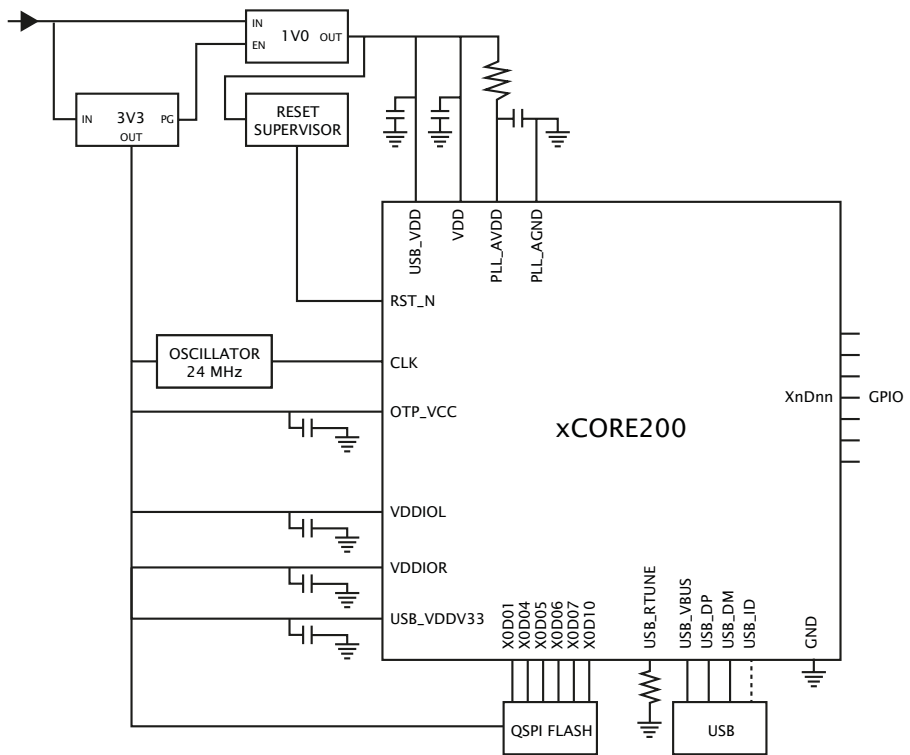 IN
1V0
OUT
EN
IN
3V3
PG
OUT
RESET
SUPERVISOR
USB_VDD
VDD
PLL_AVDD
PLL_AGND
RST_N
OSCILLATOR
24 MHz
CLK
OTP_VCC
XnDnn
GPIO
xCORE200
VDDIOL
VDDIOR
USB_VDDV33
X0D01
X0D04
X0D05
X0D06
X0D07
X0D10
USB_RTUNE
USB_VBUS
USB_DP
USB_DM
USB_ID
GND
QSPI FLASH
USB